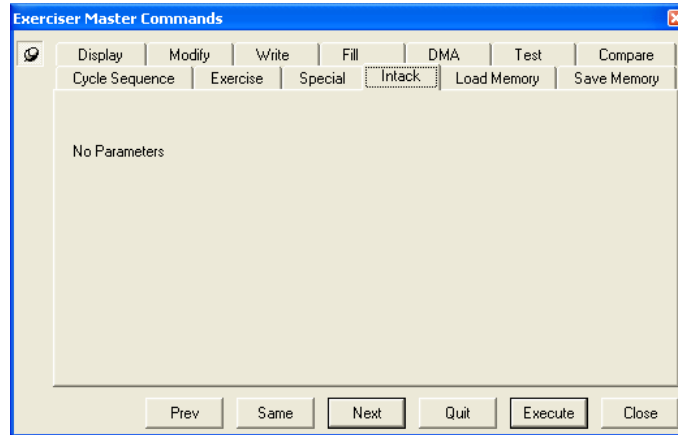 Exerciser Master Commands
Display Modify Write Fill DMA Test Compare
Cycle Sequence Exercise Special Intack Load Memory Save Memory
No Parameters
Prev Same Next Quit Execute Close